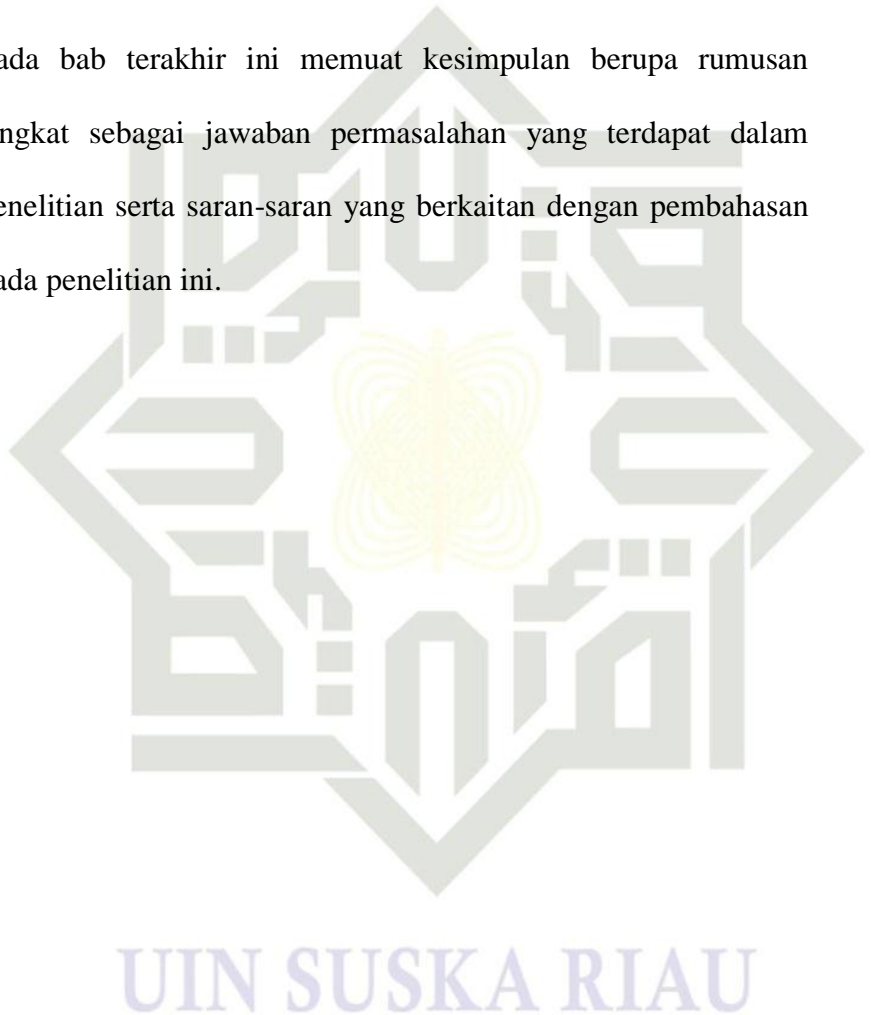 ada bab terakhir ini memuat kesimpulan berupa rumusan
ngkat sebagai jawaban permasalahan yang terdapat dalam
enelitian serta saran-saran yang berkaitan dengan pembahasan
ada penelitian ini.
UIN SUSKA RIAU